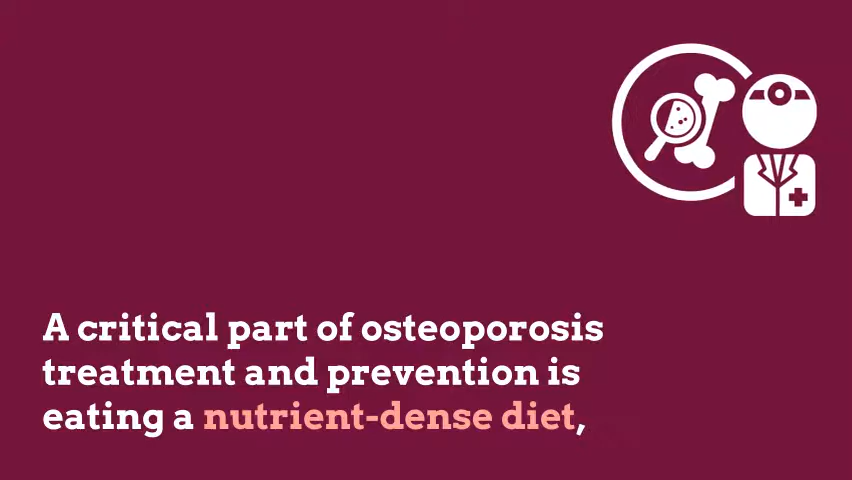 A critical part of osteoporosis
treatment and prevention is
eating a nutrient-dense diet,